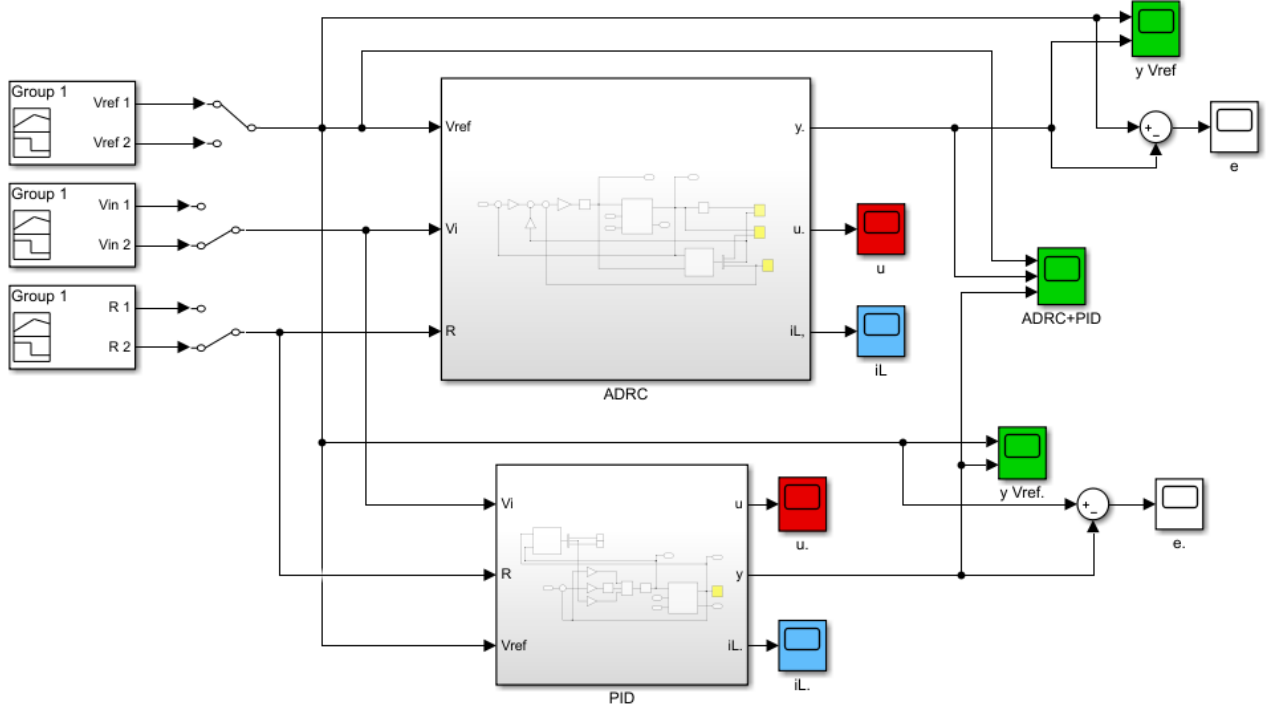 y Vref
Group 1
Vref 1
Vref 2
Vref
y.
+
−
e
Group 1
Vin 1
Vin 2
Vi
u.
u
Group 1
R 1
R 2
R
iL,
iL
ADRC+PID
ADRC
y Vref.
Vi
u
u.
+
−
e.
R
y
Vref
iL.
iL.
PID